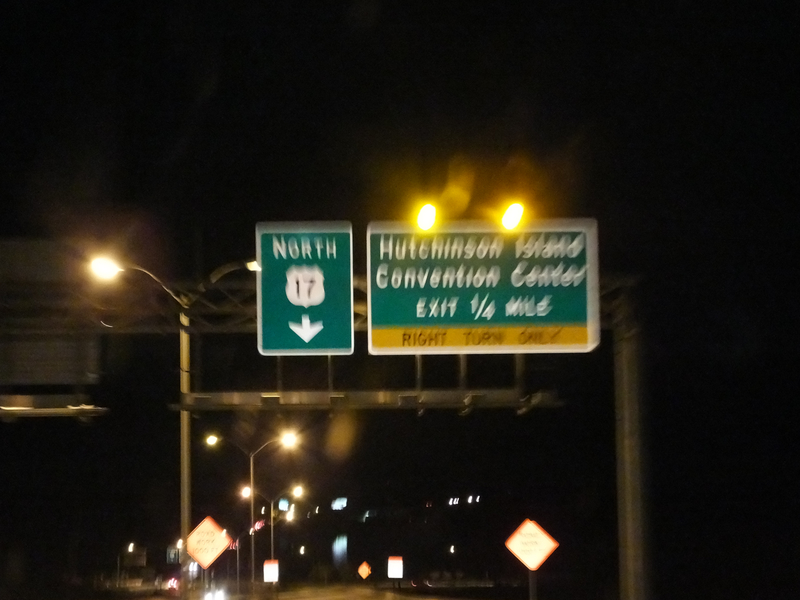 NORTH
17
Hutchinson Island
Convention Center
EXIT 1/4 MILE
RIGHT TURN ONLY